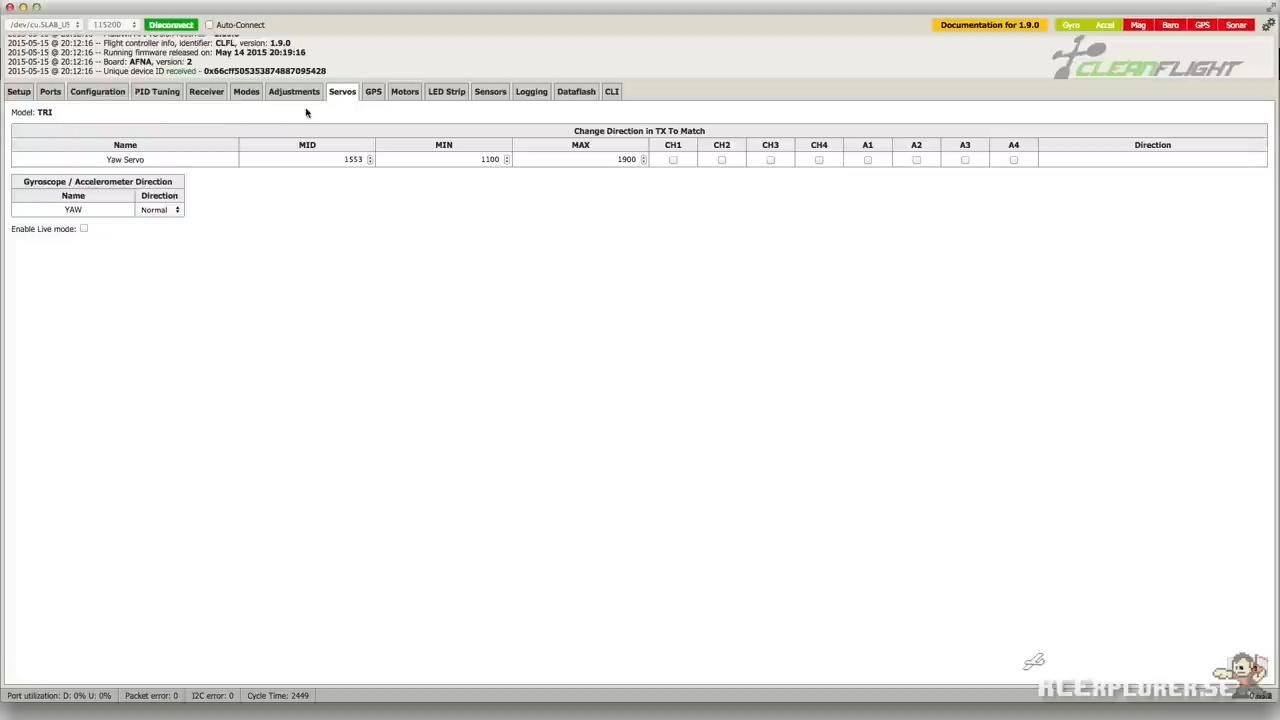 /dev/cu.SLAB_US 115200 Disconnect Auto-Connect Documentation for 1.9.0 Gyro Accel Mag Baro GPS Sonar
2015-05-15 @ 20:12:16 -- Flight controller info, identifier: CLFL, version: 1.9.0
2015-05-15 @ 20:12:16 -- Running firmware released on: May 14 2015 20:19:16
2015-05-15 @ 20:12:16 -- Board: AFNA, version: 2
2015-05-15 @ 20:12:16 -- Unique device ID received - 0x66cff505353874887095428
CLEANFLIGHT
Setup Ports Configuration PID Tuning Receiver Modes Adjustments Servos GPS Motors LED Strip Sensors Logging Dataflash CLI
Model: TRI
Change Direction in TX To Match
Name MID MIN MAX CH1 CH2 CH3 CH4 A1 A2 A3 A4 Direction
Yaw Servo 1553 1100 1900
Gyroscope / Accelerometer Direction
Name Direction
YAW Normal
Enable Live mode:
RCEXPLORER.SE
Port utilization: D: 0% U: 0% Packet error: 0 I2C error: 0 Cycle Time: 2449